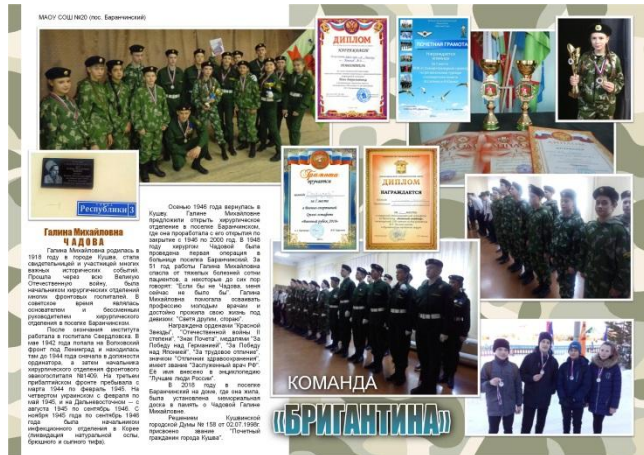 МАОУ СОШ №20 (пос. Баранчинский)
ДИПЛОМ
ПОЧЕТНАЯ ГРАМОТА
Грамота
ДИПЛОМ
НАГРАЖДАЕТСЯ
Республики 3
Галина Михайловна
ЧАДОВА
Галина Михайловна родилась в
1918 году в городе Кушва, стала
свидетельницей и участницей многих
важных исторических событий.
Прошла через всю Великую
Отечественную войну, была
начальником хирургических отделений
многих фронтовых госпиталей. В
советское время являлась
основателем и бессменным
руководителем хирургического
отделения в поселке Баранчинском.
После окончания института
работала в госпитале Свердловска. В
мае 1942 года попала на Волховский
фронт под Ленинград и находилась
там до 1944 года сначала в должности
ординатора, а затем начальника
хирургического отделения фронтового
эвакогоспиталя №1409. На третьем
прибалтийском фронте пребывала с
марта 1944 по февраль 1945. На
четвертом украинском с февраля по
май 1945, и на Дальневосточном — с
августа 1945 по сентябрь 1946. С
ноября 1945 года по сентябрь 1946
года была начальником
инфекционного отделения в Корее
(ликвидация натуральной оспы,
брюшного и сыпного тифа).
Осенью 1946 года вернулась в
Кушву. Галине Михайловне
предложили открыть хирургическое
отделение в поселке Баранчинском,
где она проработала с его открытия по
закрытие с 1946 по 2000 год. В 1948
году хирургом Чадовой была
проведена первая операция в
больнице поселка Баранчинский. За
51 год работы Галина Михайловна
спасла от тяжелых болезней сотни
пациентов, а некоторые до сих пор
говорят: "Если бы не Чадова, меня
сейчас не было бы". Галина
Михайловна помогала осваивать
профессию молодым врачам и
достойно прожила свою жизнь под
девизом: "Светя другим, сгораю".
Награждена орденами "Красной
Звезды", "Отечественной войны II
степени", "Знак Почета", медалями "За
Победу над Германией", "За Победу
над Японией", "За трудовое отличие",
значком "Отличник здравоохранения",
имеет звание "Заслуженный врач РФ".
Её имя внесено в энциклопедию
"Лучшие люди России".
В 2018 году в поселке
Баранчинский на доме, где она жила,
была установлена мемориальная
доска в память о Чадовой Галине
Михайловне.
Решением Кушвинской
городской Думы № 158 от 02.07.1998г.
присвоено звание "Почетный
гражданин города Кушва".
КОМАНДА
«БРИГАНТИНА»